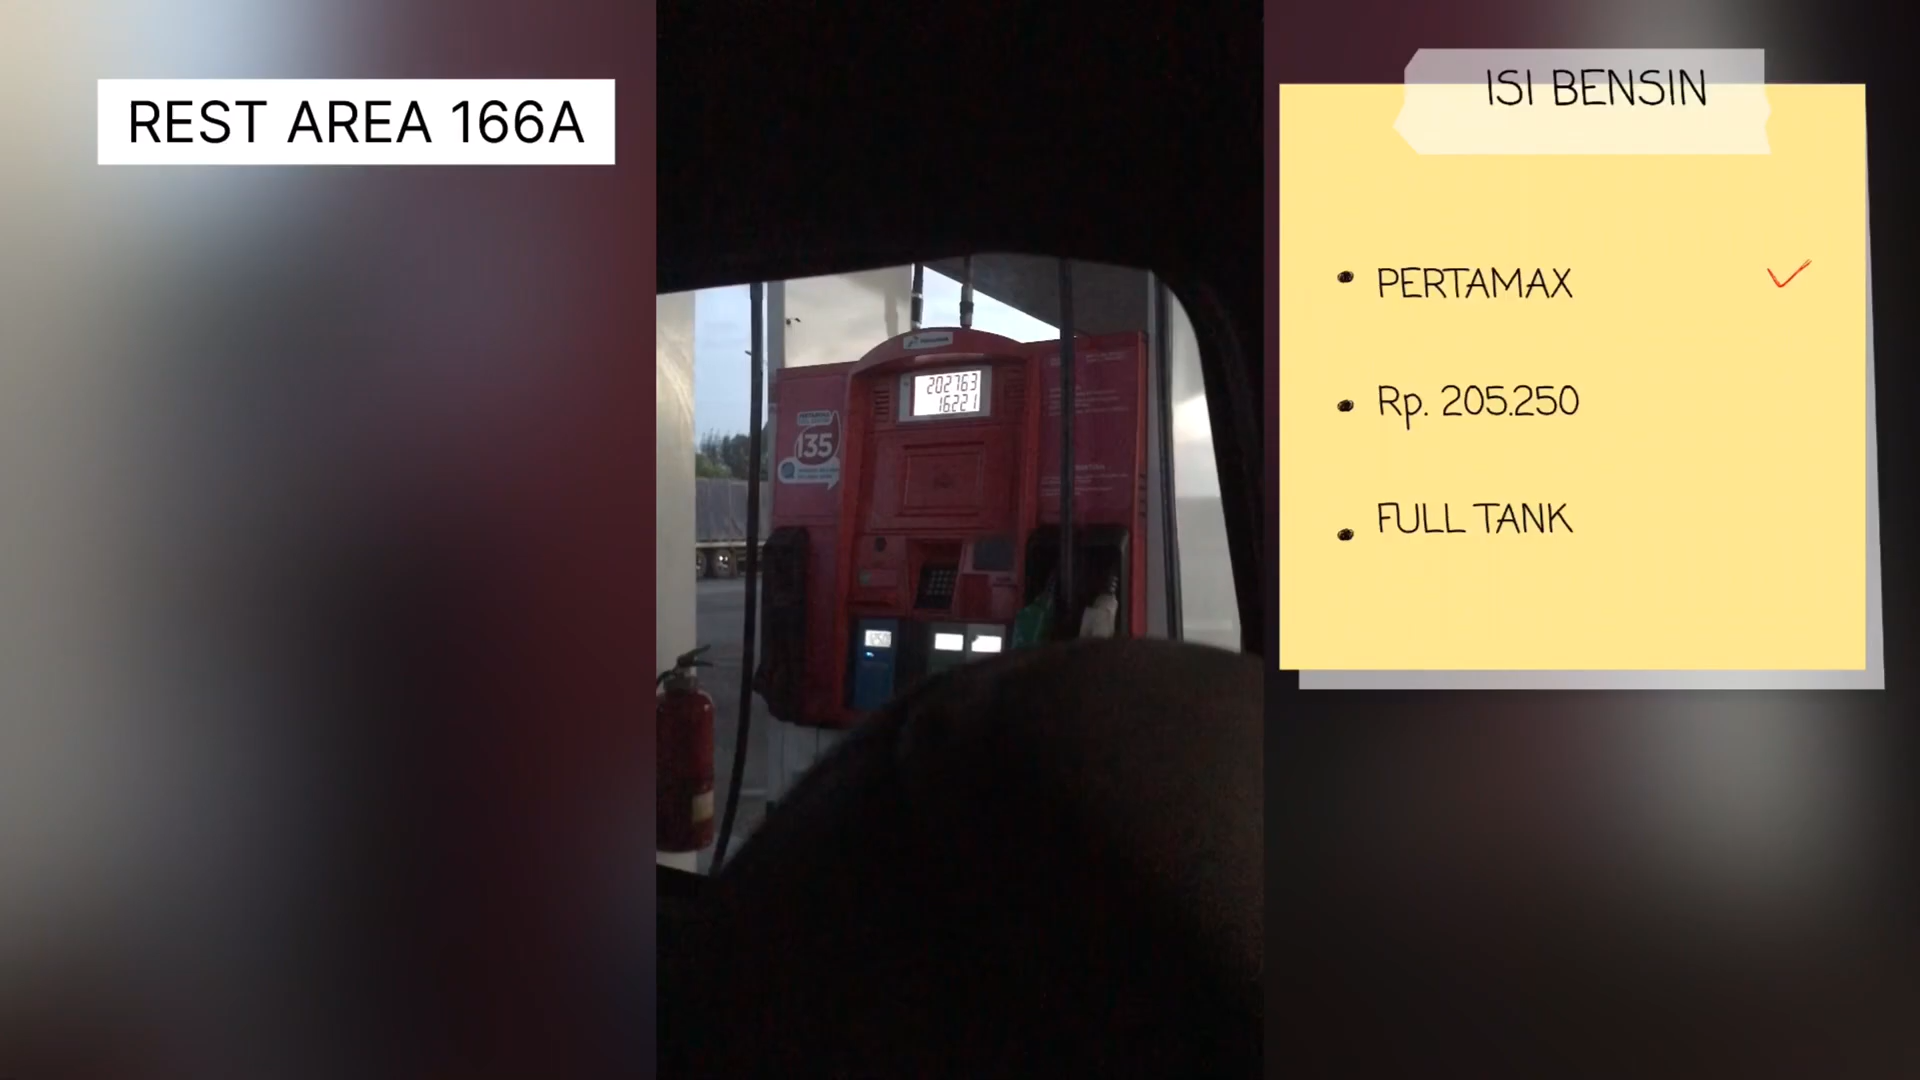 REST AREA 166A
ISI BENSIN
PERTAMAX
Rp. 205.250
FULL TANK
202763
16.221
135